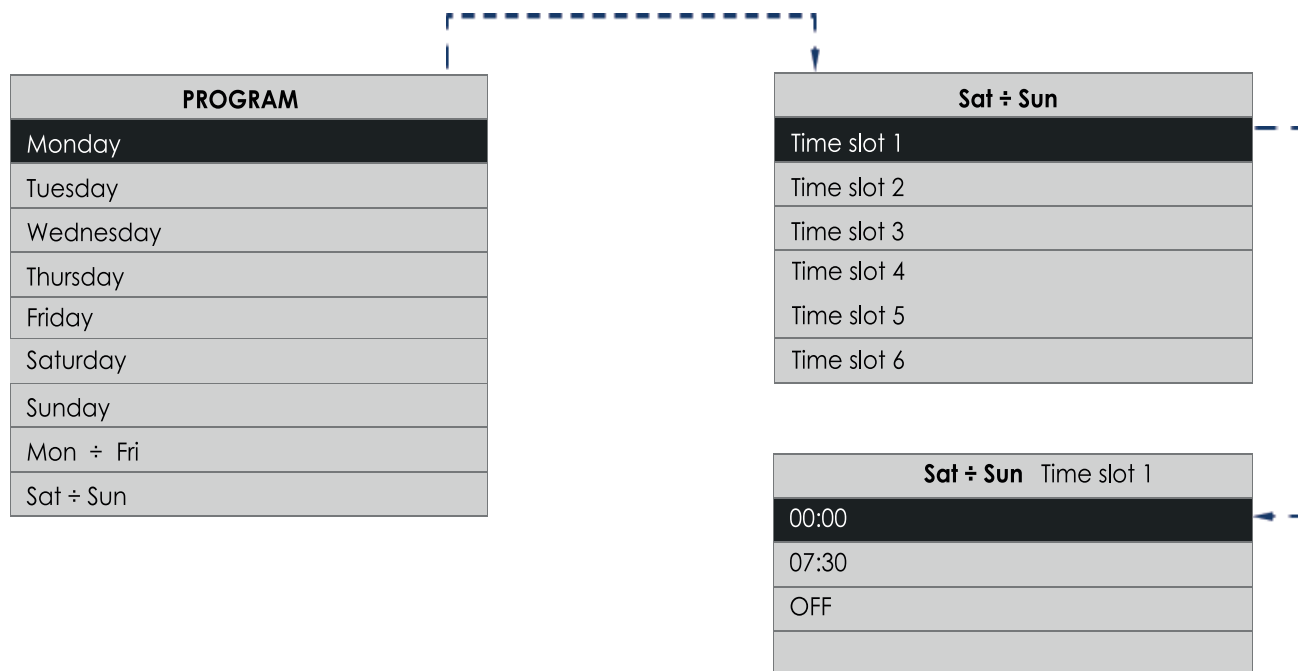 PROGRAM
Monday
Tuesday
Wednesday
Thursday
Friday
Saturday
Sunday
Mon ÷ Fri
Sat ÷ Sun
Sat ÷ Sun
Time slot 1
Time slot 2
Time slot 3
Time slot 4
Time slot 5
Time slot 6
Sat ÷ Sun Time slot 1
00:00
07:30
OFF